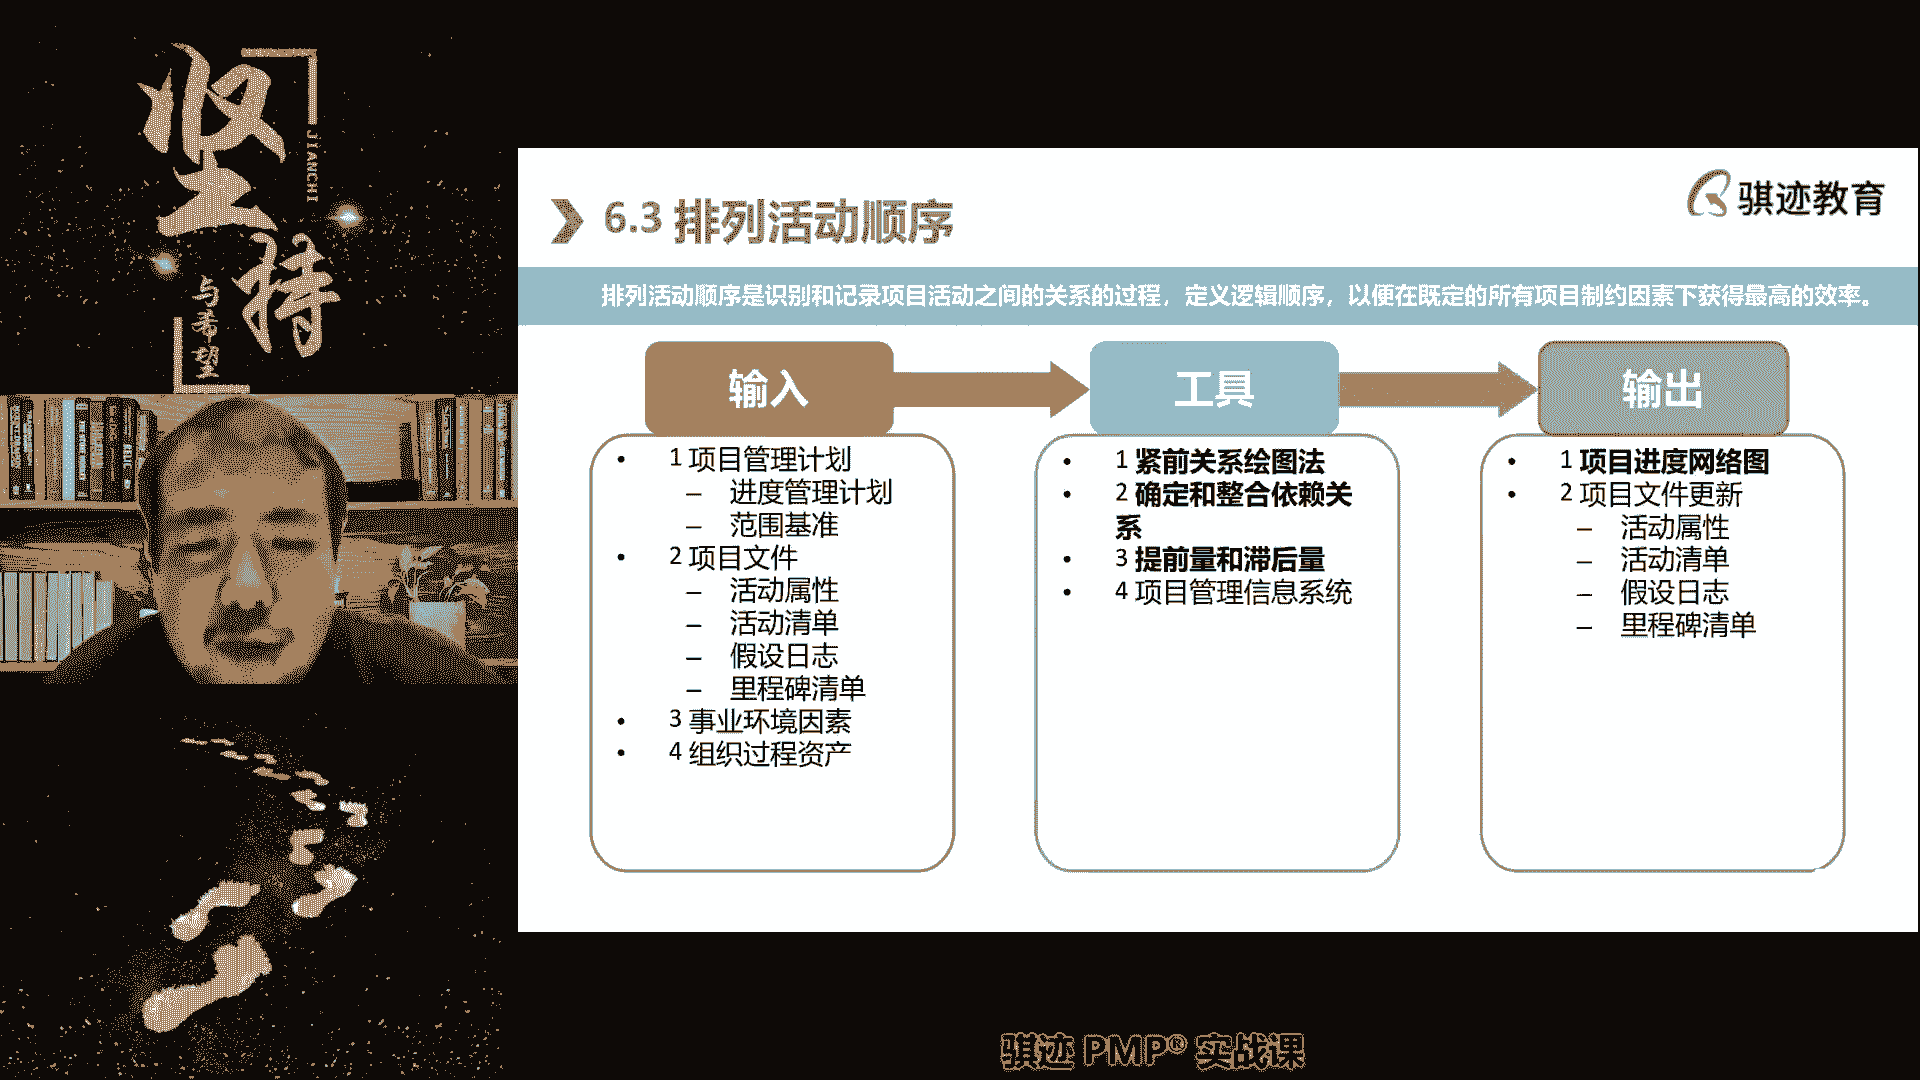 坚持
JIANCHI
与希望
骐迹教育
6.3 排列活动顺序
排列活动顺序是识别和记录项目活动之间的关系的过程，定义逻辑顺序，以便在既定的所有项目制约因素下获得最高的效率。
输入
• 1 项目管理计划
– 进度管理计划
– 范围基准
• 2 项目文件
– 活动属性
– 活动清单
– 假设日志
– 里程碑清单
• 3 事业环境因素
• 4 组织过程资产
工具
• 1 紧前关系绘图法
• 2 确定和整合依赖关
系
• 3 提前量和滞后量
• 4 项目管理信息系统
输出
• 1 项目进度网络图
• 2 项目文件更新
– 活动属性
– 活动清单
– 假设日志
– 里程碑清单
骐迹 PMP® 实战课